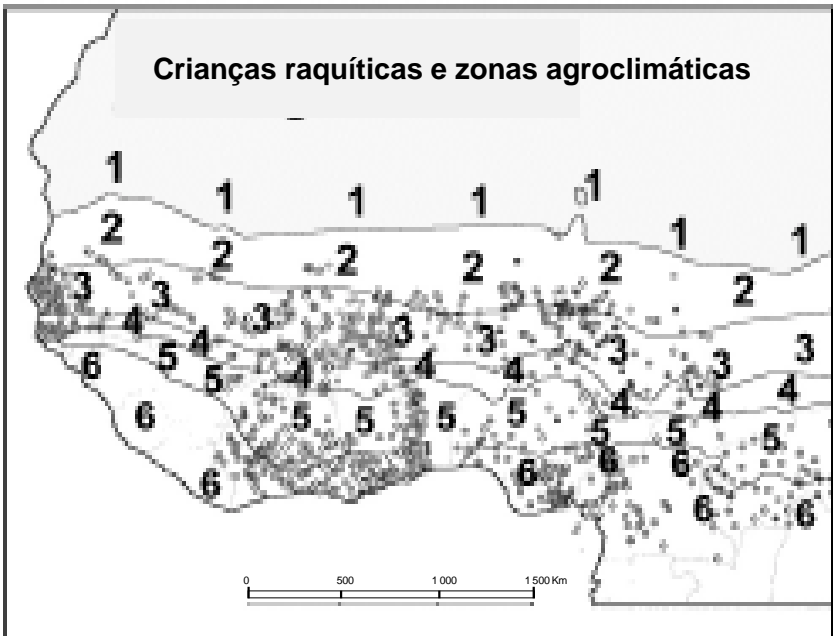 Crianças raquíticas e zonas agroclimáticas
1
1 1 1 1
1 1
2
2 2 2 2
2
3 3 3 3 3 3 3 3
4 4 4 4 4 4 4 4
5 5 5 5 5 5 5 5
6 6 6 6 6 6 6 6
0 500 1 000 1 500 Km